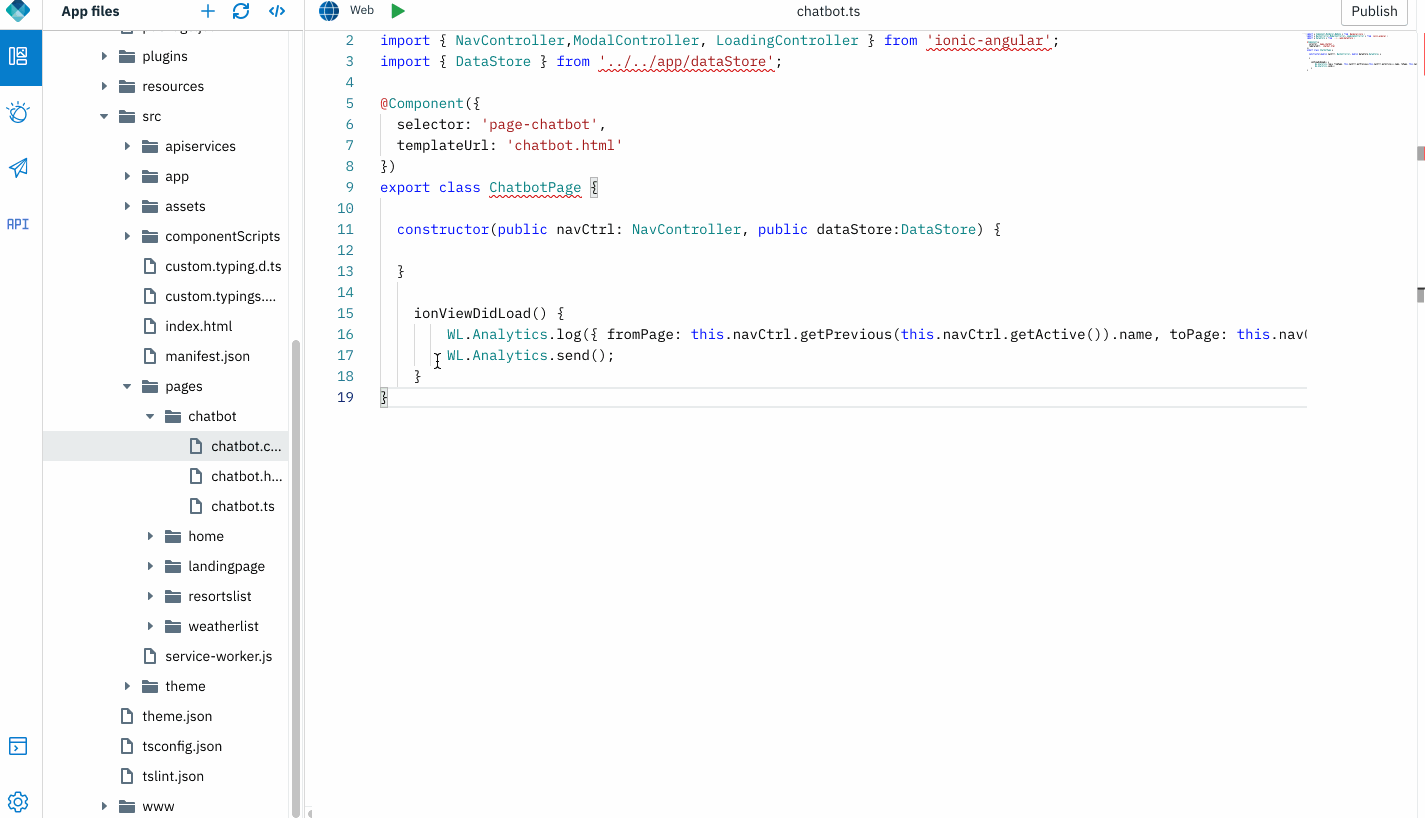 App files
Web
chatbot.ts
Publish
API
plugins
resources
src
apiservices
app
assets
componentScripts
custom.typing.d.ts
custom.typings....
index.html
manifest.json
pages
chatbot
chatbot.c...
chatbot.h...
chatbot.ts
home
landingpage
resortslist
weatherlist
service-worker.js
theme
theme.json
tsconfig.json
tslint.json
www
2 import { NavController,ModalController, LoadingController } from 'ionic-angular';
3 import { DataStore } from '../../app/dataStore';
4
5 @Component({
6 selector: 'page-chatbot',
7 templateUrl: 'chatbot.html'
8 })
9 export class ChatbotPage {
10
11 constructor(public navCtrl: NavController, public dataStore:DataStore) {
12
13 }
14
15 ionViewDidLoad() {
16 WL.Analytics.log({ fromPage: this.navCtrl.getPrevious(this.navCtrl.getActive()).name, toPage: this.nav
17 WL.Analytics.send();
18 }
19 }